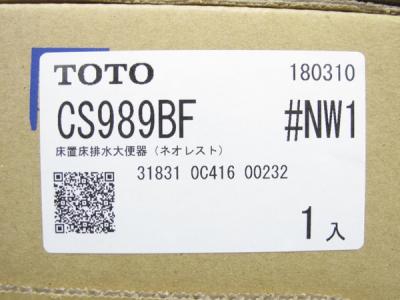 TOTO 180310
CS989BF #NW1
床置床排水大便器（ネオレスト）
31831 0C416 00232
1入